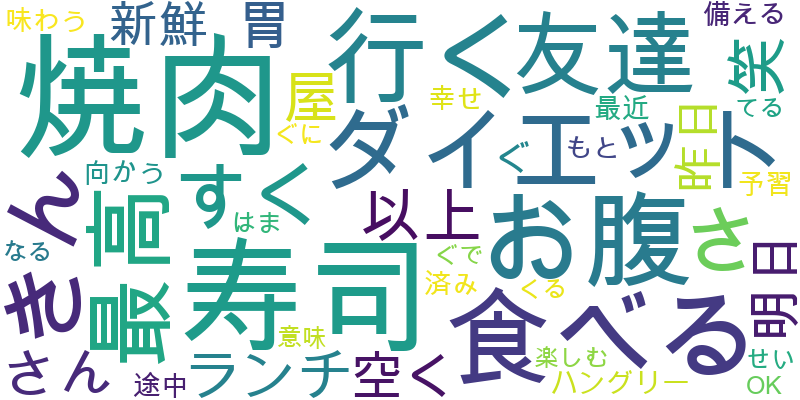 味わう
新鮮
胃
行く
友達
備える
焼肉
屋
幸せ
最近
笑
てる
ぐに
ダイエット
ぐ
もと
昨日
予習
向かう
すく
きん
最高
はま
以上
お腹
さ
なる
寿司
ぐで
済み
くる
食べる
明日
さん
意味
ランチ
空く
楽しむ
せい
途中
ハングリー
OK